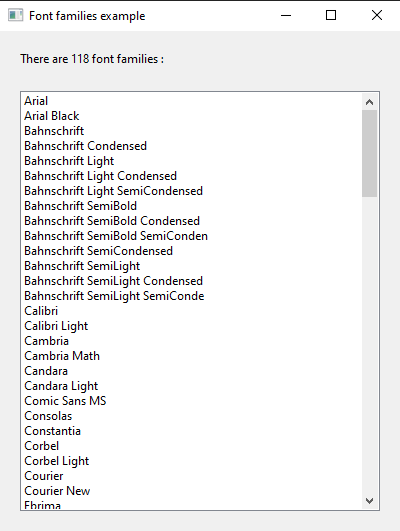 Font families example
There are 118 font families :
Arial
Arial Black
Bahnschrift
Bahnschrift Condensed
Bahnschrift Light
Bahnschrift Light Condensed
Bahnschrift Light SemiCondensed
Bahnschrift SemiBold
Bahnschrift SemiBold Condensed
Bahnschrift SemiBold SemiConden
Bahnschrift SemiCondensed
Bahnschrift SemiLight
Bahnschrift SemiLight Condensed
Bahnschrift SemiLight SemiConde
Calibri
Calibri Light
Cambria
Cambria Math
Candara
Candara Light
Comic Sans MS
Consolas
Constantia
Corbel
Corbel Light
Courier
Courier New
Ebrima